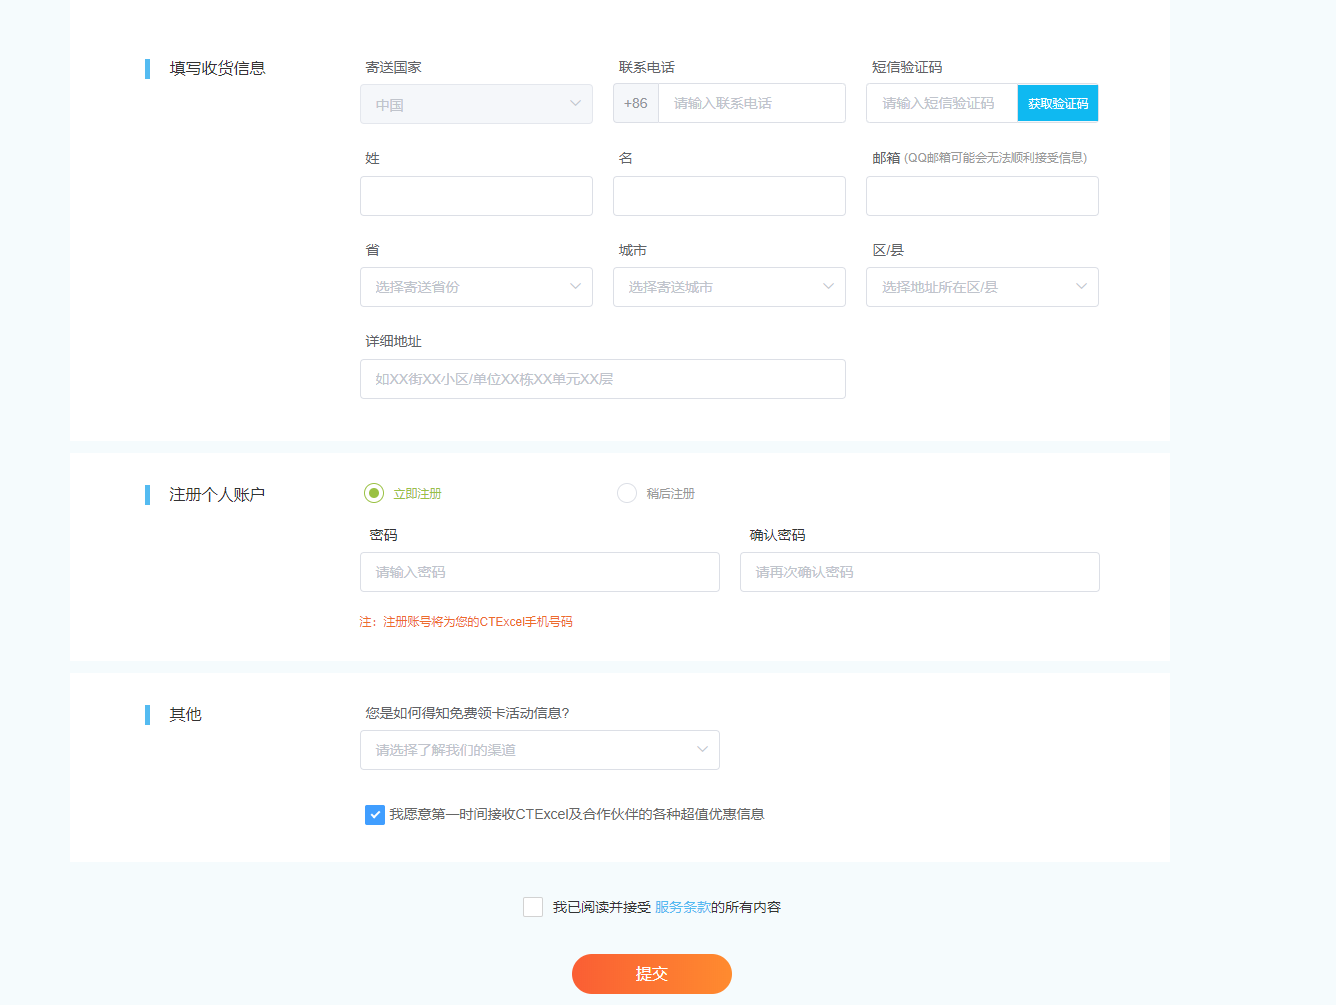 填写收货信息
寄送国家
联系电话
短信验证码
中国
+86
请输入联系电话
请输入短信验证码
获取验证码
姓
名
邮箱 (QQ邮箱可能会无法顺利接受信息)
省
城市
区/县
选择寄送省份
选择寄送城市
选择地址所在区/县
详细地址
如XX街XX小区/单位XX栋XX单元XX层
注册个人账户
立即注册
稍后注册
密码
确认密码
请输入密码
请再次确认密码
注：注册账号将为您的CTExcel手机号码
其他
您是如何得知免费领卡活动信息?
请选择了解我们的渠道
我愿意第一时间接收CTExcel及合作伙伴的各种超值优惠信息
我已阅读并接受 服务条款的所有内容
提交